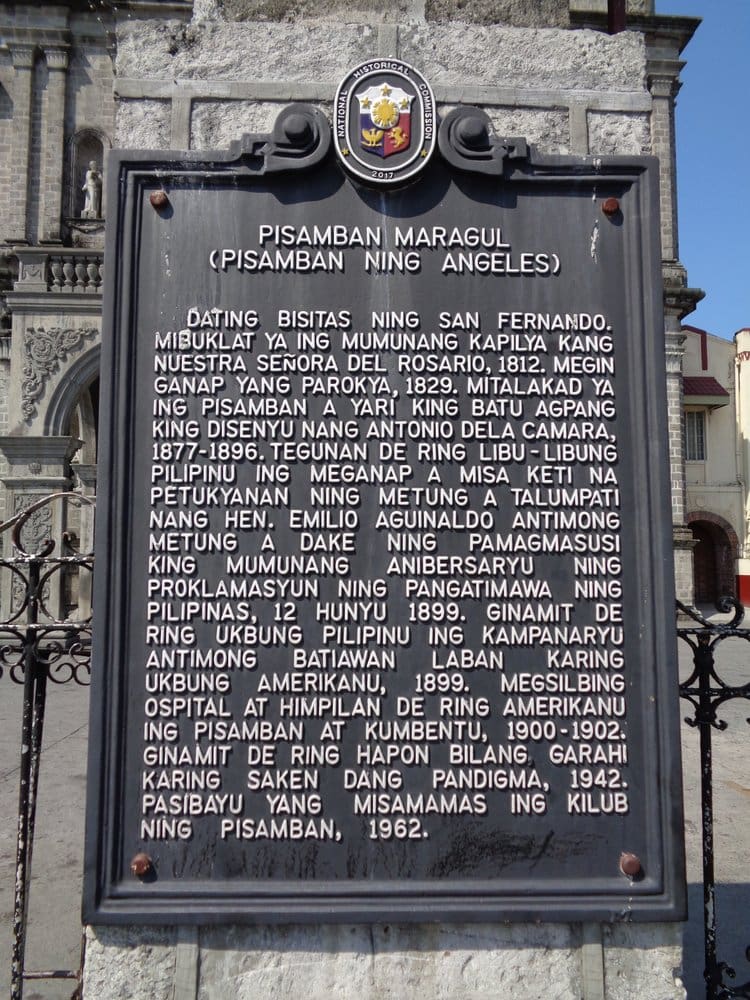 NATIONAL HISTORICAL COMMISSION
2017
PISAMBAN MARAGUL
(PISAMBAN NING ANGELES)
DATING BISITAS NING SAN FERNANDO.
MIBUKLAT YA ING MUMUNANG KAPILYA KANG
NUESTRA SEÑORA DEL ROSARIO, 1812. MEGIN
GANAP YANG PAROKYA, 1829. MITALAKAD YA
ING PISAMBAN A YARI KING BATU AGPANG
KING DISENYU NANG ANTONIO DELA CAMARA,
1877-1896. TEGUNAN DE RING LIBU-LIBUNG
PILIPINU ING MEGANAP A MISA KETI NA
PETUKYANAN NING METUNG A TALUMPATI
NANG HEN. EMILIO AGUINALDO ANTIMONG
METUNG A DAKE NING PAMAGMASUSI
KING MUMUNANG ANIBERSARYU NING
PROKLAMASYUN NING PANGATIMAWA NING
PILIPINAS, 12 HUNYU 1899. GINAMIT DE
RING UKBUNG PILIPINU ING KAMPANARYU
ANTIMONG BATIAWAN LABAN KARING
UKBUNG AMERIKANU, 1899. MEGSILBING
OSPITAL AT HIMPILAN DE RING AMERIKANU
ING PISAMBAN AT KUMBENTU, 1900-1902.
GINAMIT DE RING HAPON BILANG GARAHI
KARING SAKEN DANG PANDIGMA, 1942.
PASIBAYU YANG MISAMAMAS ING KILUB
NING PISAMBAN, 1962.